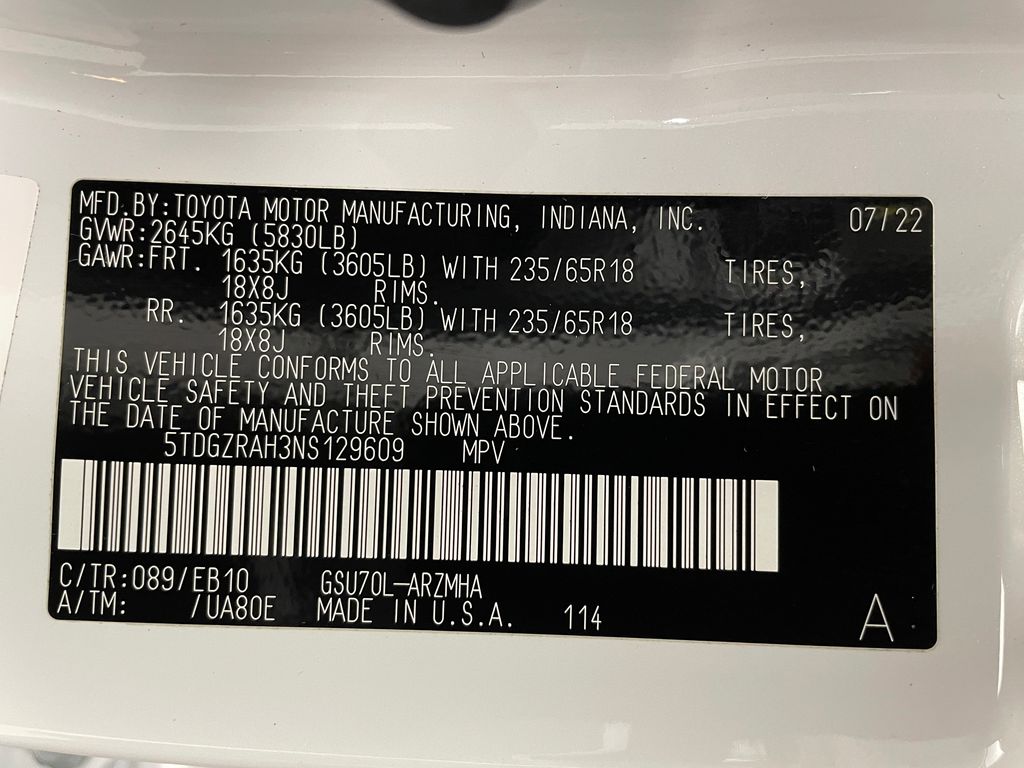 MFD.BY:TOYOTA MOTOR MANUFACTURING, INDIANA, INC. 07/22
GVWR:2645KG (5830LB)
GAWR:FRT. 1635KG (3605LB) WITH 235/65R18 TIRES,
18X8J RIMS.
RR. 1635KG (3605LB) WITH 235/65R18 TIRES,
18X8J RIMS.
THIS VEHICLE CONFORMS TO ALL APPLICABLE FEDERAL MOTOR
VEHICLE SAFETY AND THEFT PREVENTION STANDARDS IN EFFECT ON
THE DATE OF MANUFACTURE SHOWN ABOVE.
5TDGZRAH3NS129609 MPV
C/TR:089/EB10 GSU70L-ARZMHA
A/TM: /UA80E MADE IN U.S.A. 114 A